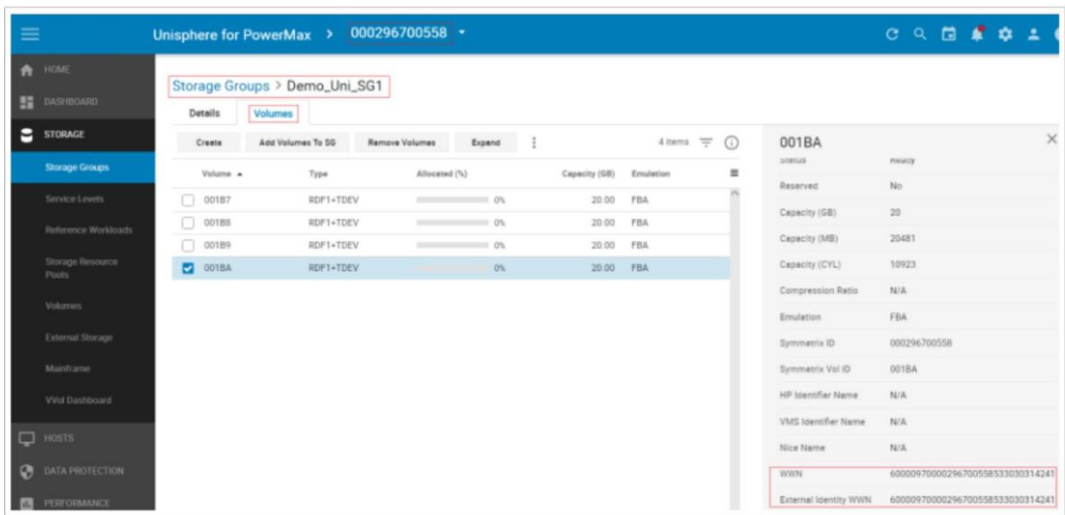 Unisphere for PowerMax > 000296700558
HOME
DASHBOARD
STORAGE
Storage Groups
Service Levels
Reference Workloads
Storage Resource
Pools
Volumes
External Storage
Mainframe
VVol Dashboard
HOSTS
DATA PROTECTION
PERFORMANCE
Storage Groups > Demo_Uni_SG1
Details Volumes
Create Add Volumes To SG Remove Volumes Expand 4 items
Volume Type Allocated (%) Capacity (GB) Emulation
001B7 RDF1+TDEV 0% 20.00 FBA
001B8 RDF1+TDEV 0% 20.00 FBA
001B9 RDF1+TDEV 0% 20.00 FBA
001BA RDF1+TDEV 0% 20.00 FBA
001BA
Status Ready
Reserved No
Capacity (GB) 20
Capacity (MB) 20481
Capacity (CYL) 10923
Compression Ratio N/A
Emulation FBA
Symmetrix ID 000296700558
Symmetrix Vol ID 001BA
HP Identifier Name N/A
VMS Identifier Name N/A
Nice Name N/A
WWN 60000970000296700558533030314241
External Identity WWN 60000970000296700558533030314241